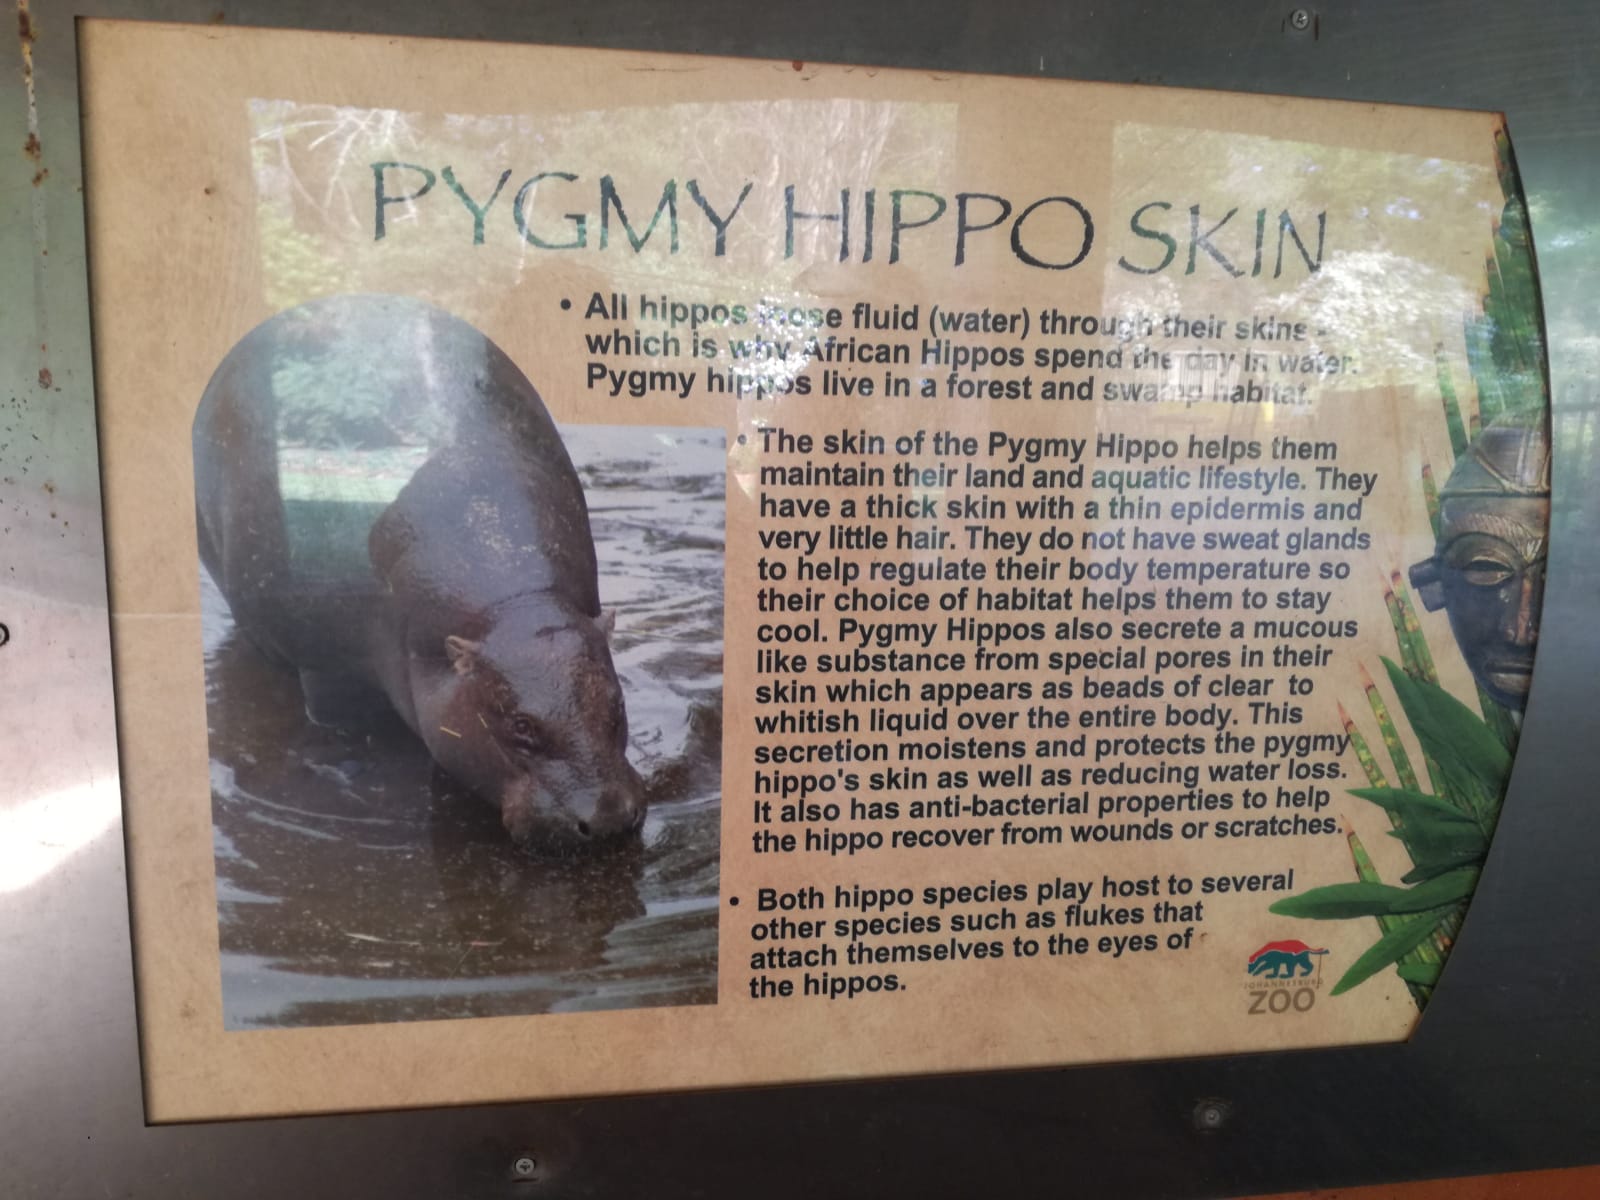 PYGMY HIPPO SKIN
• All hippos loose fluid (water) through their skins -
which is why African Hippos spend the day in water.
Pygmy hippos live in a forest and swamp habitat.
• The skin of the Pygmy Hippo helps them
maintain their land and aquatic lifestyle. They
have a thick skin with a thin epidermis and
very little hair. They do not have sweat glands
to help regulate their body temperature so
their choice of habitat helps them to stay
cool. Pygmy Hippos also secrete a mucous
like substance from special pores in their
skin which appears as beads of clear to
whitish liquid over the entire body. This
secretion moistens and protects the pygmy
hippo's skin as well as reducing water loss.
It also has anti-bacterial properties to help
the hippo recover from wounds or scratches.
• Both hippo species play host to several
other species such as flukes that
attach themselves to the eyes of
the hippos.
JOHANNESBURG
ZOO